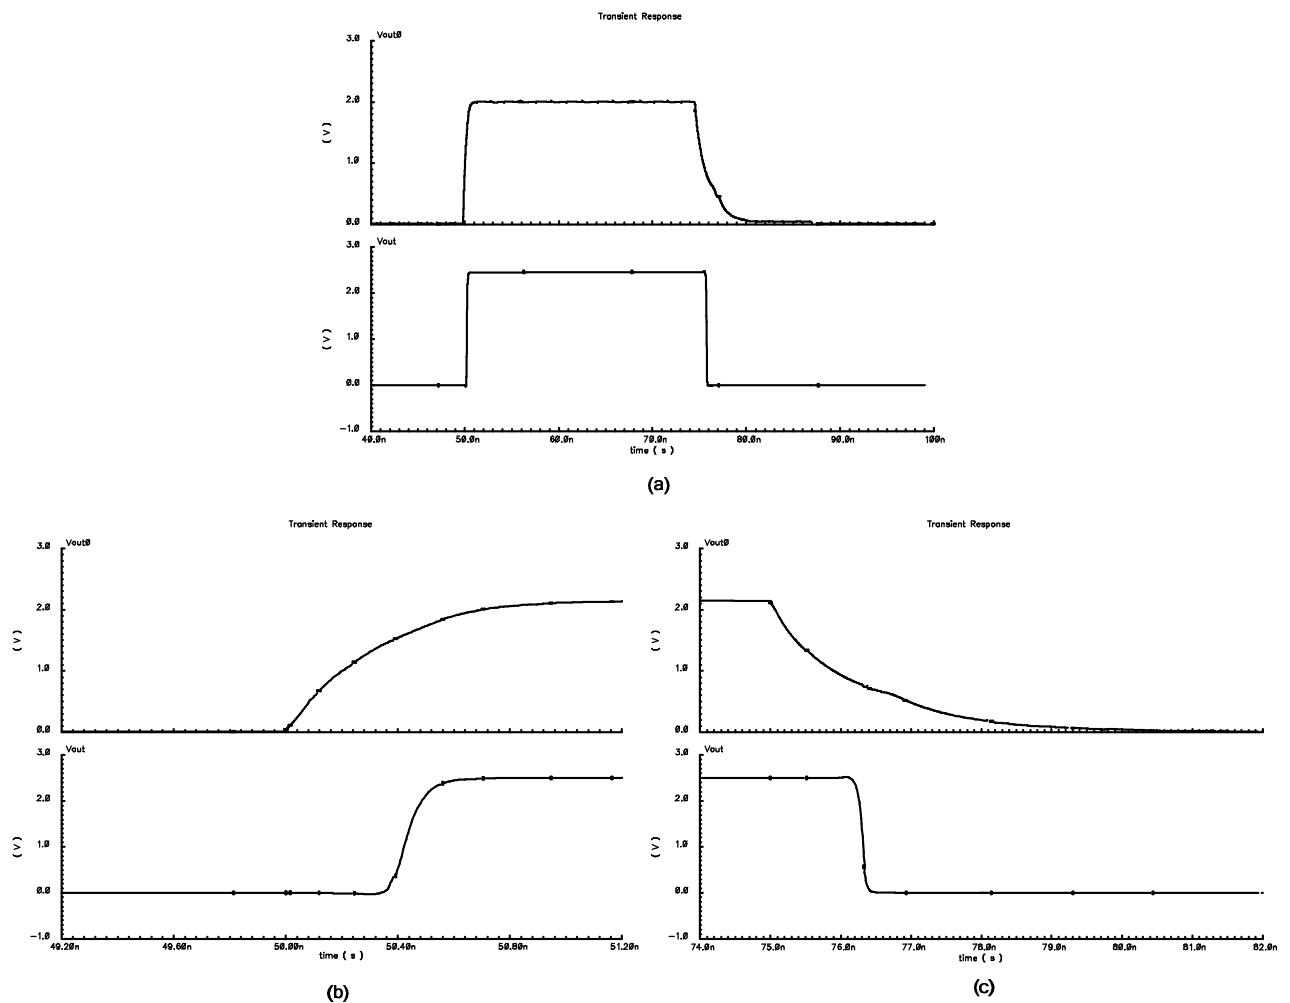 Transient Response
Vout0
3.0
2.0
1.0
0.0
( V )
Vout
3.0
2.0
1.0
0.0
-1.0
( V )
40.0n 50.0n 60.0n 70.0n 80.0n 90.0n 100n
time ( s )
(a)
Transient Response
Vout0
3.0
2.0
1.0
0.0
( V )
Vout
3.0
2.0
1.0
0.0
-1.0
( V )
49.20n 49.60n 50.00n 50.40n 50.80n 51.20n
time ( s )
(b)
Transient Response
Vout0
3.0
2.0
1.0
0.0
( V )
Vout
3.0
2.0
1.0
0.0
-1.0
( V )
74.0n 75.0n 76.0n 77.0n 78.0n 79.0n 80.0n 81.0n 82.0n
time ( s )
(c)